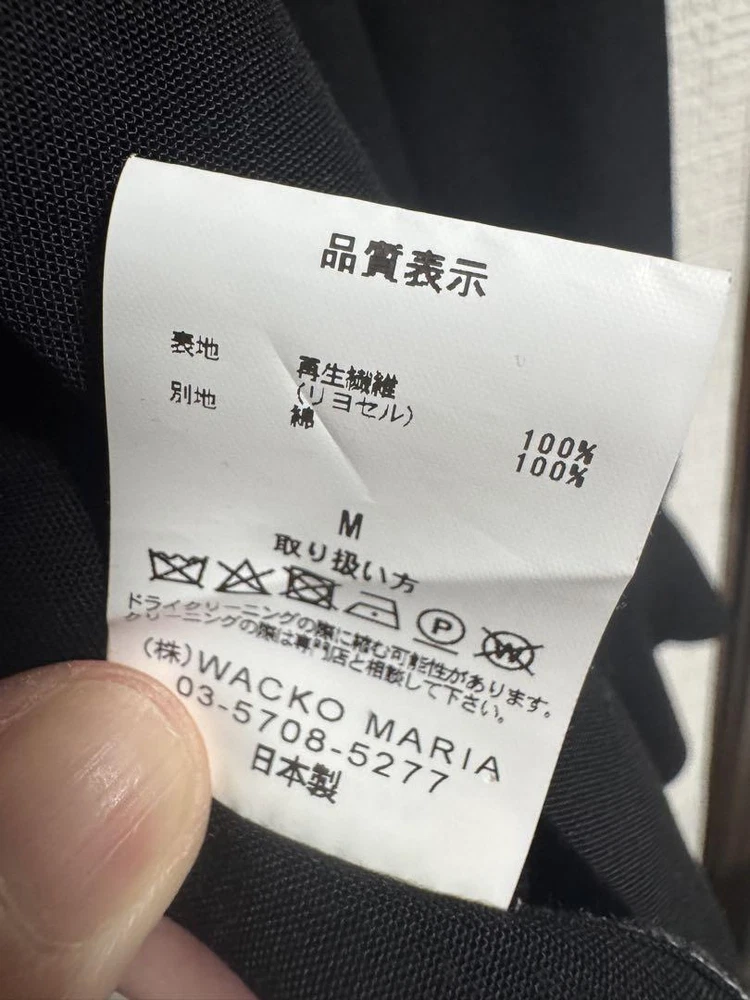 品質表示
表地 再生繊維
(リヨセル) 100%
別地 綿 100%
M
取り扱い方
P W
ドライクリーニングの際に縮む可能性があります。
クリーニングの際は専門店と相談して下さい。
(株)WACKO MARIA
03-5708-5277
日本製